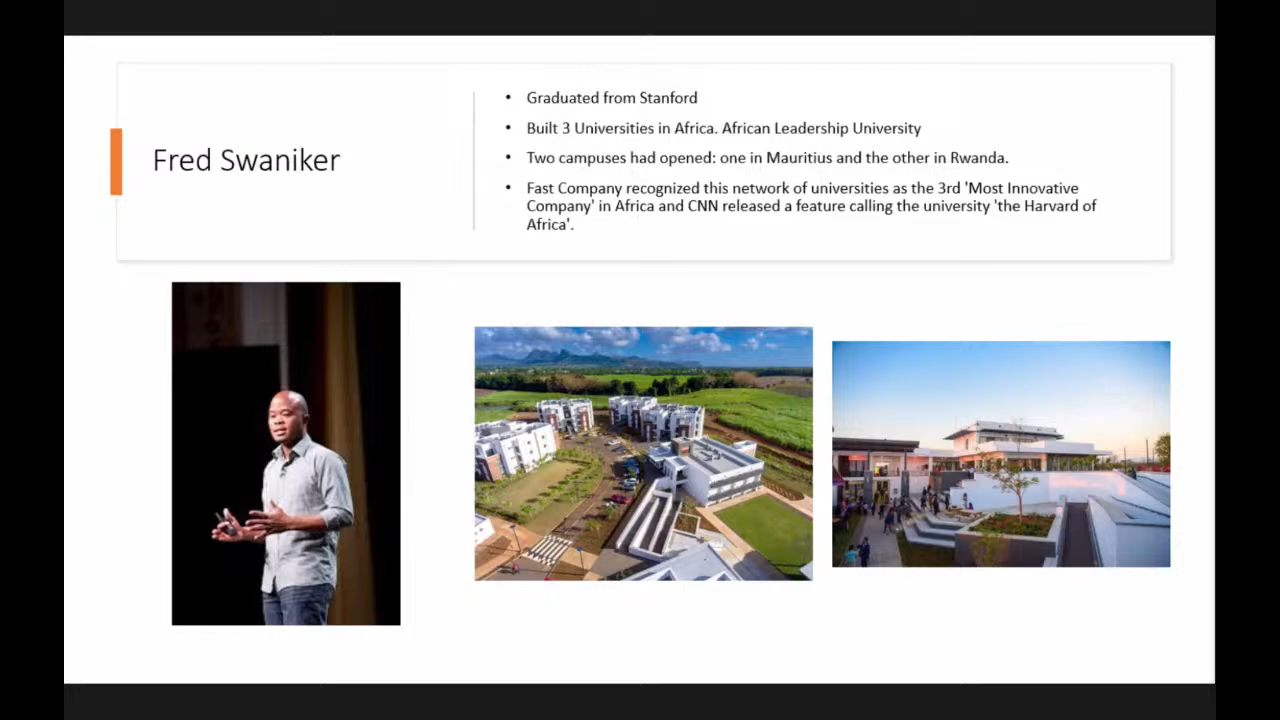 Fred Swaniker
• Graduated from Stanford
• Built 3 Universities in Africa. African Leadership University
• Two campuses had opened: one in Mauritius and the other in Rwanda.
• Fast Company recognized this network of universities as the 3rd 'Most Innovative
Company' in Africa and CNN released a feature calling the university 'the Harvard of
Africa'.